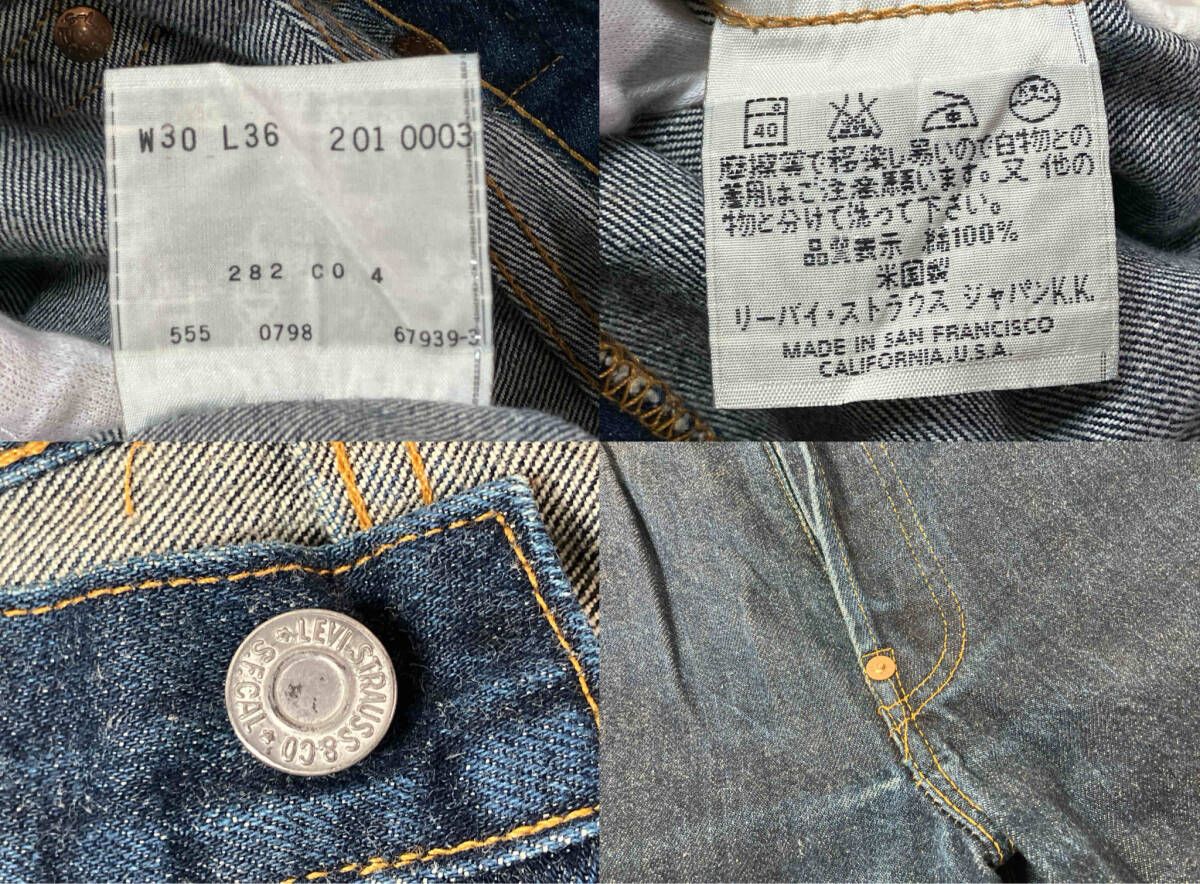 W30 L36 201 0003
282 CO 4
555 0798 67939-3
40
摩擦等で移染し易いので白物との
着用はご注意願います。又 他の
物と分けて洗って下さい。
品質表示 綿100%
米国製
リーバイ・ストラウス ジャパンK.K.
MADE IN SAN FRANCISCO
CALIFORNIA, U.S.A.
LEVI-STRAUSS&CO
S.F.CAL